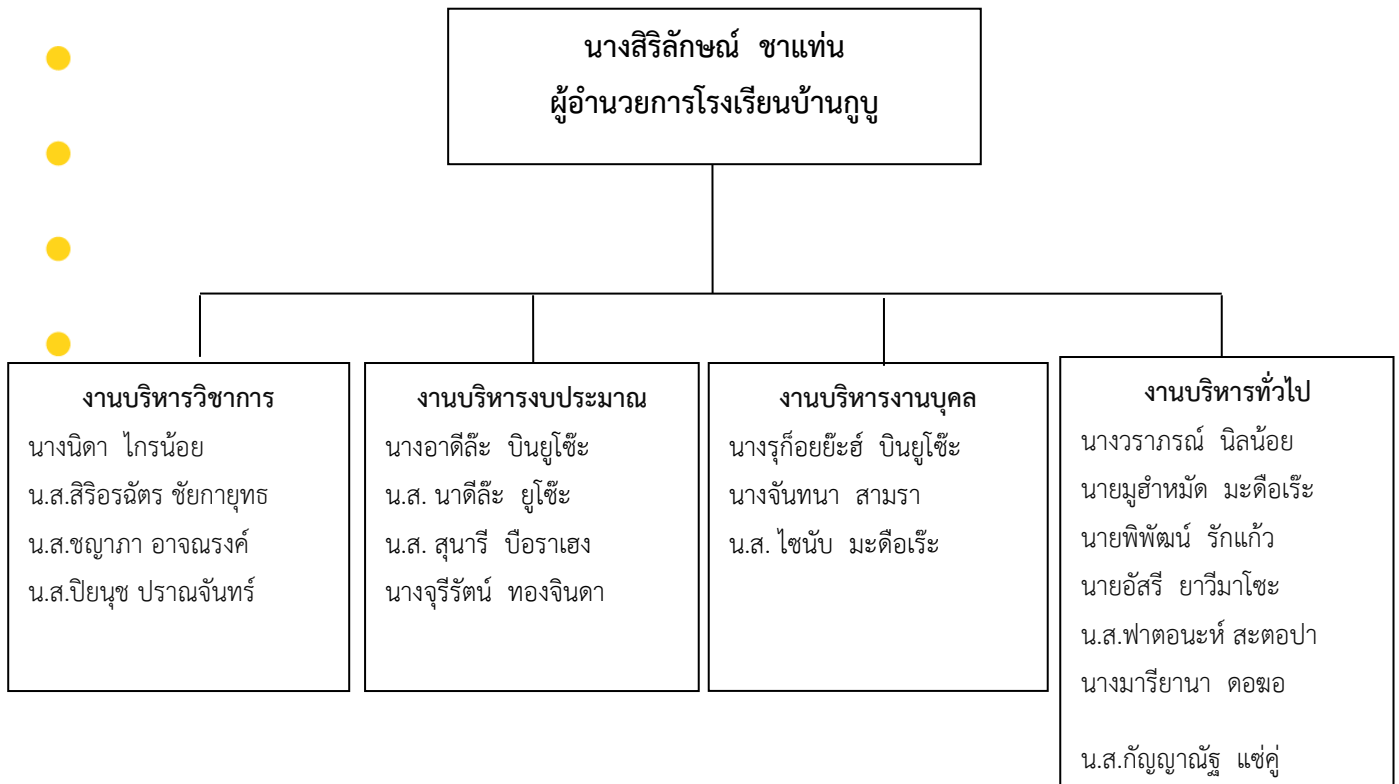 นางสิริลักษณ์ ชาแท่น
ผู้อำนวยการโรงเรียนบ้านกูบู
งานบริหารวิชาการ
นางนิดา ไกรน้อย
น.ส.สิริอรฉัตร ชัยกายุทธ
น.ส.ชญาภา อาจณรงค์
น.ส.ปิยนุช ปราณจันทร์
งานบริหารงบประมาณ
นางอาดีล๊ะ บินยูโซ๊ะ
น.ส. นาดีล๊ะ ยูโซ๊ะ
น.ส. สุนารี บือราเฮง
นางจุรีรัตน์ ทองจินดา
งานบริหารงานบุคล
นางรุก็อยย๊ะฮ์ บินยูโซ๊ะ
นางจันทนา สามรา
น.ส. ไซนับ มะดือเร๊ะ
งานบริหารทั่วไป
นางวราภรณ์ นิลน้อย
นายมูฮำหมัด มะดือเร๊ะ
นายพิพัฒน์ รักแก้ว
นายอัสรี ยาวีมาโซะ
น.ส.ฟาตอนะห์ สะตอปา
นางมารียานา ดอฆอ
น.ส.กัญญาณัฐ แซ่คู่